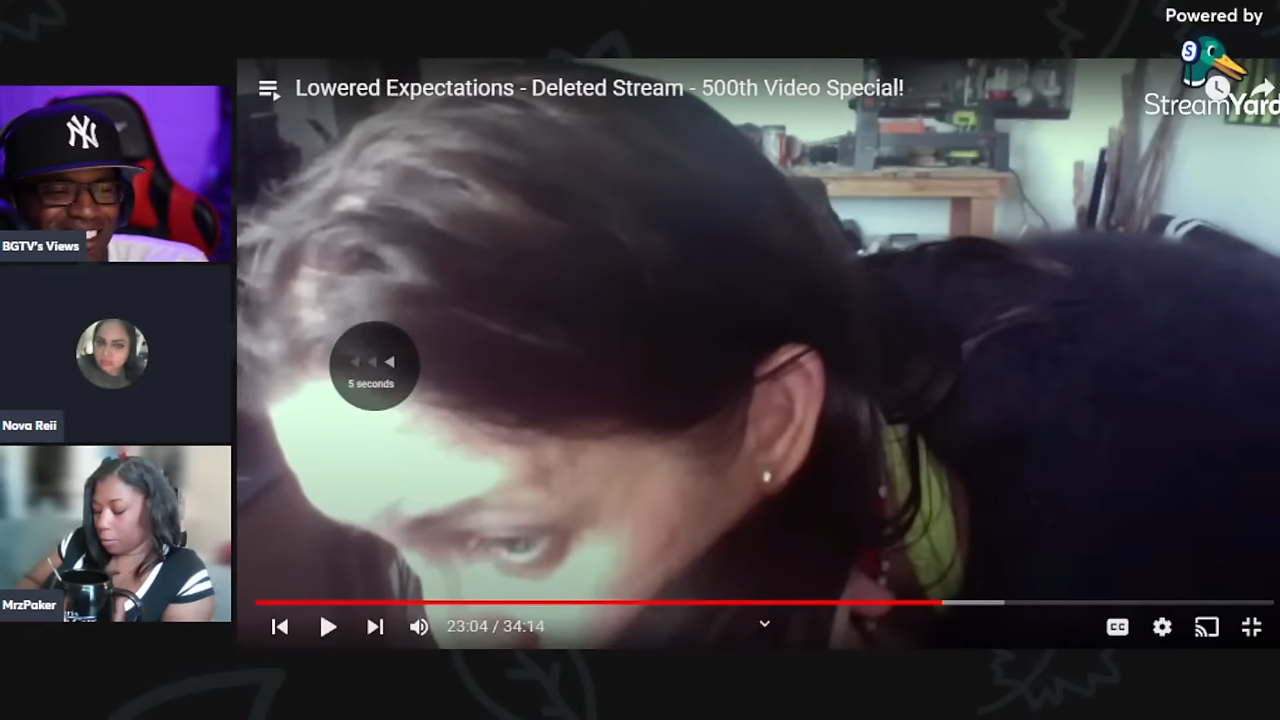 Powered by
StreamYard
Lowered Expectations - Deleted Stream - 500th Video Special!
NY
BGTV's Views
5 seconds
Nova Reii
MrzPaker
23:04 / 34:14
CC
S